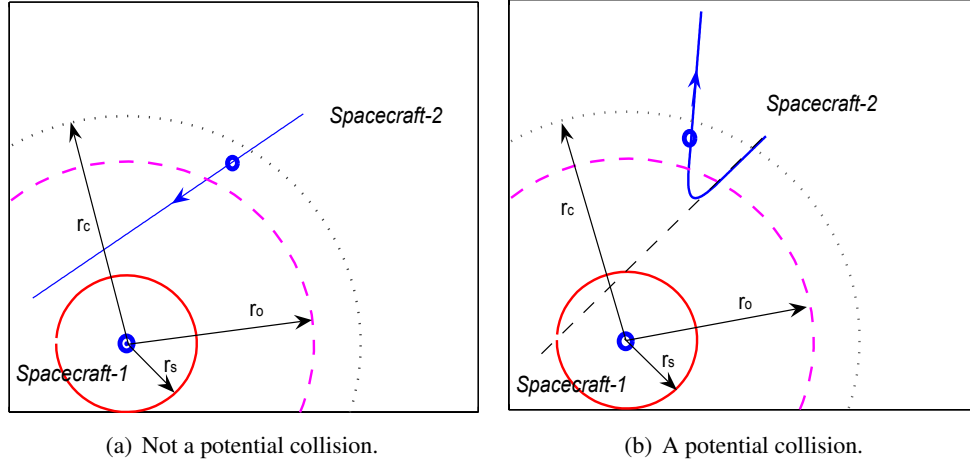 Spacecraft-2
rc
ro
rs
Spacecraft-1
(a) Not a potential collision.
Spacecraft-2
rc
ro
rs
Spacecraft-1
(b) A potential collision.